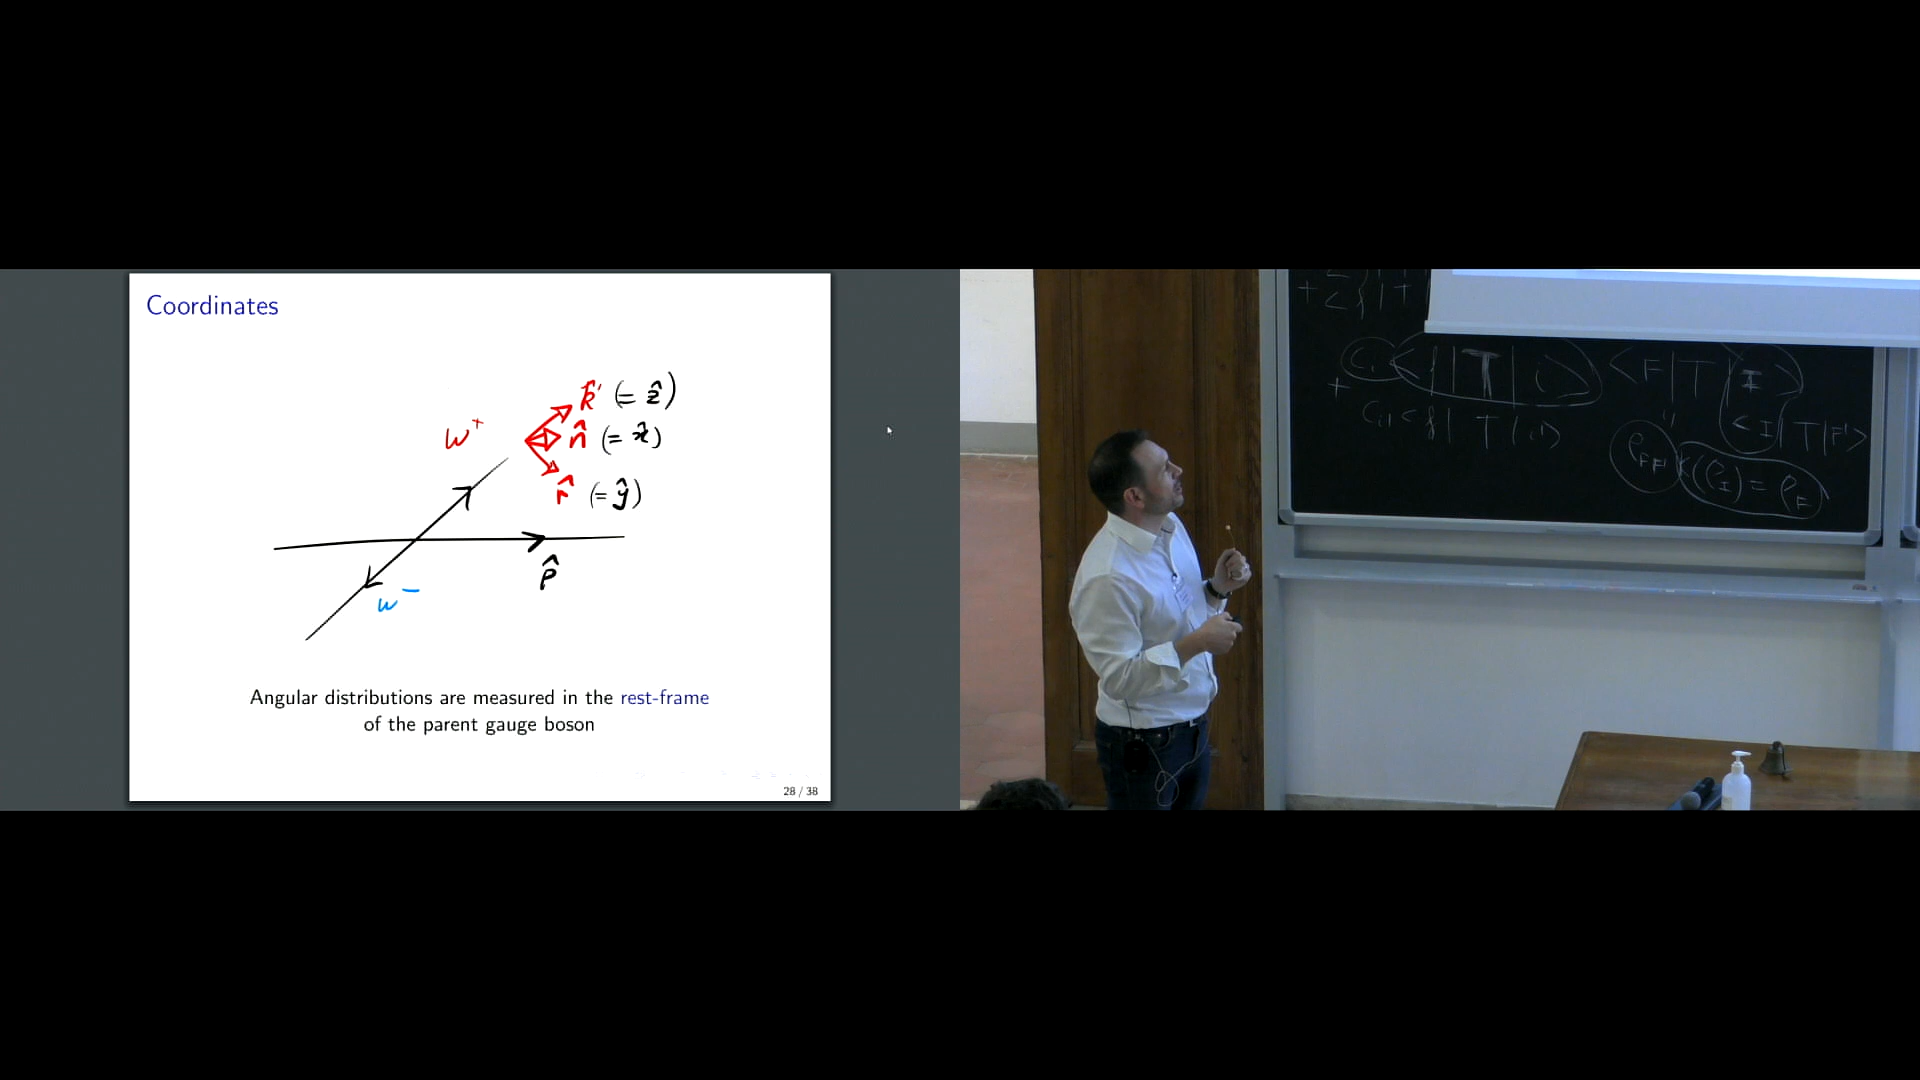 Coordinates
k̂' (= ẑ)
w⁺
n̂ (= x̂)
r̂ (= ŷ)
p̂
w⁻
Angular distributions are measured in the rest-frame
of the parent gauge boson
28 / 38
<F|T|I>
<I|T|F'>